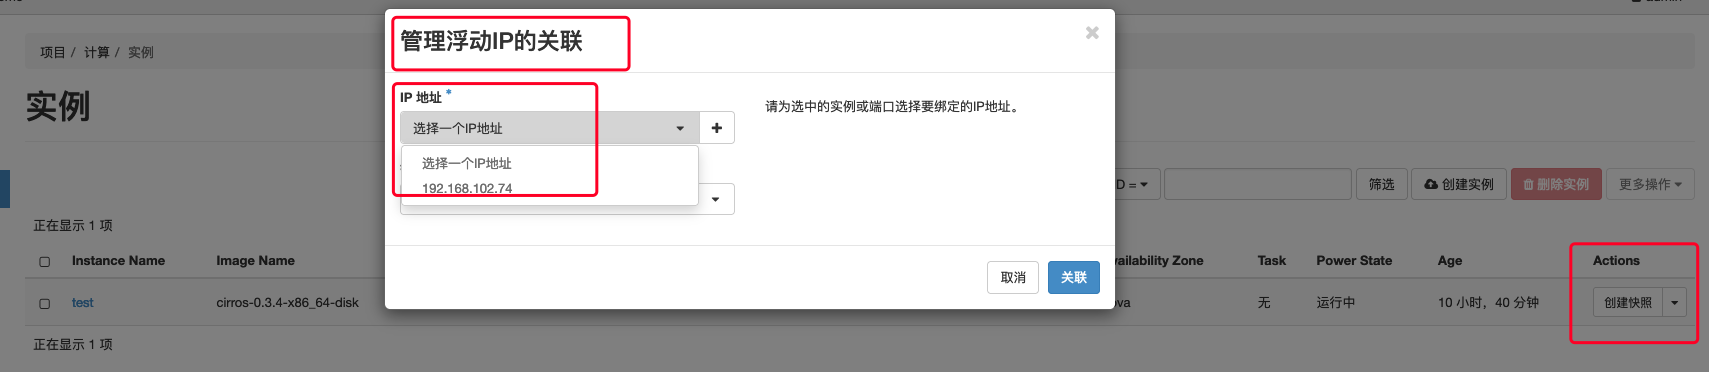 项目 / 计算 / 实例
实例
管理浮动IP的关联
×
IP 地址 *
选择一个IP地址
+
选择一个IP地址
192.168.102.74
请为选中的实例或端口选择要绑定的IP地址。
取消
关联
D =
筛选
创建实例
删除实例
更多操作
正在显示 1 项
Instance Name
Image Name
vailability Zone
Task
Power State
Age
Actions
test
cirros-0.3.4-x86_64-disk
ova
无
运行中
10 小时，40 分钟
创建快照
正在显示 1 项